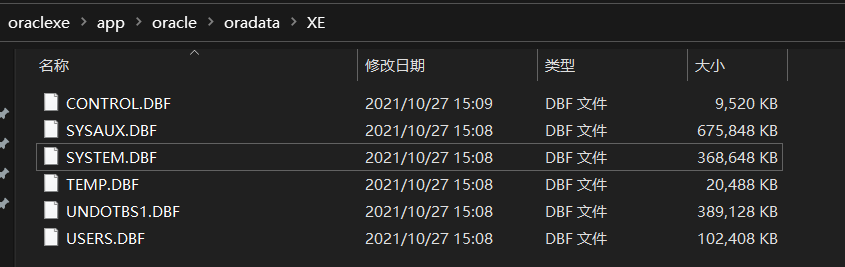 oraclexe > app > oracle > oradata > XE
名称 修改日期 类型 大小
CONTROL.DBF 2021/10/27 15:09 DBF 文件 9,520 KB
SYSAUX.DBF 2021/10/27 15:08 DBF 文件 675,848 KB
SYSTEM.DBF 2021/10/27 15:08 DBF 文件 368,648 KB
TEMP.DBF 2021/10/27 15:08 DBF 文件 20,488 KB
UNDOTBS1.DBF 2021/10/27 15:08 DBF 文件 389,128 KB
USERS.DBF 2021/10/27 15:08 DBF 文件 102,408 KB